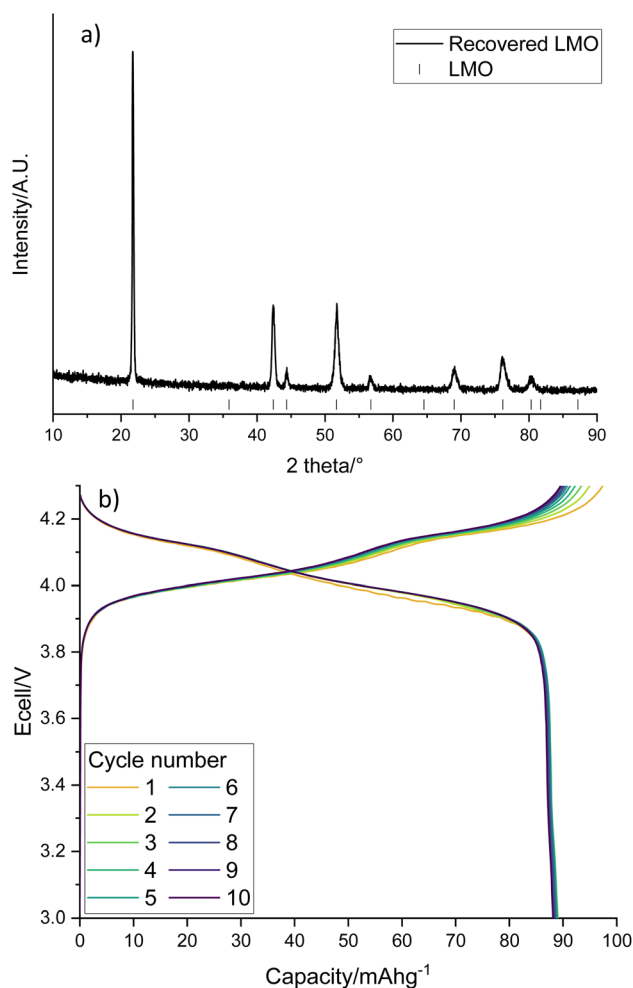 a)
Recovered LMO
LMO
Intensity/A.U.
10 20 30 40 50 60 70 80 90
2 theta/°
b)
4.2
4.0
3.8
3.6
3.4
3.2
3.0
Ecell/V
Cycle number
1 6
2 7
3 8
4 9
5 10
0 10 20 30 40 50 60 70 80 90 100
Capacity/mAhg⁻¹